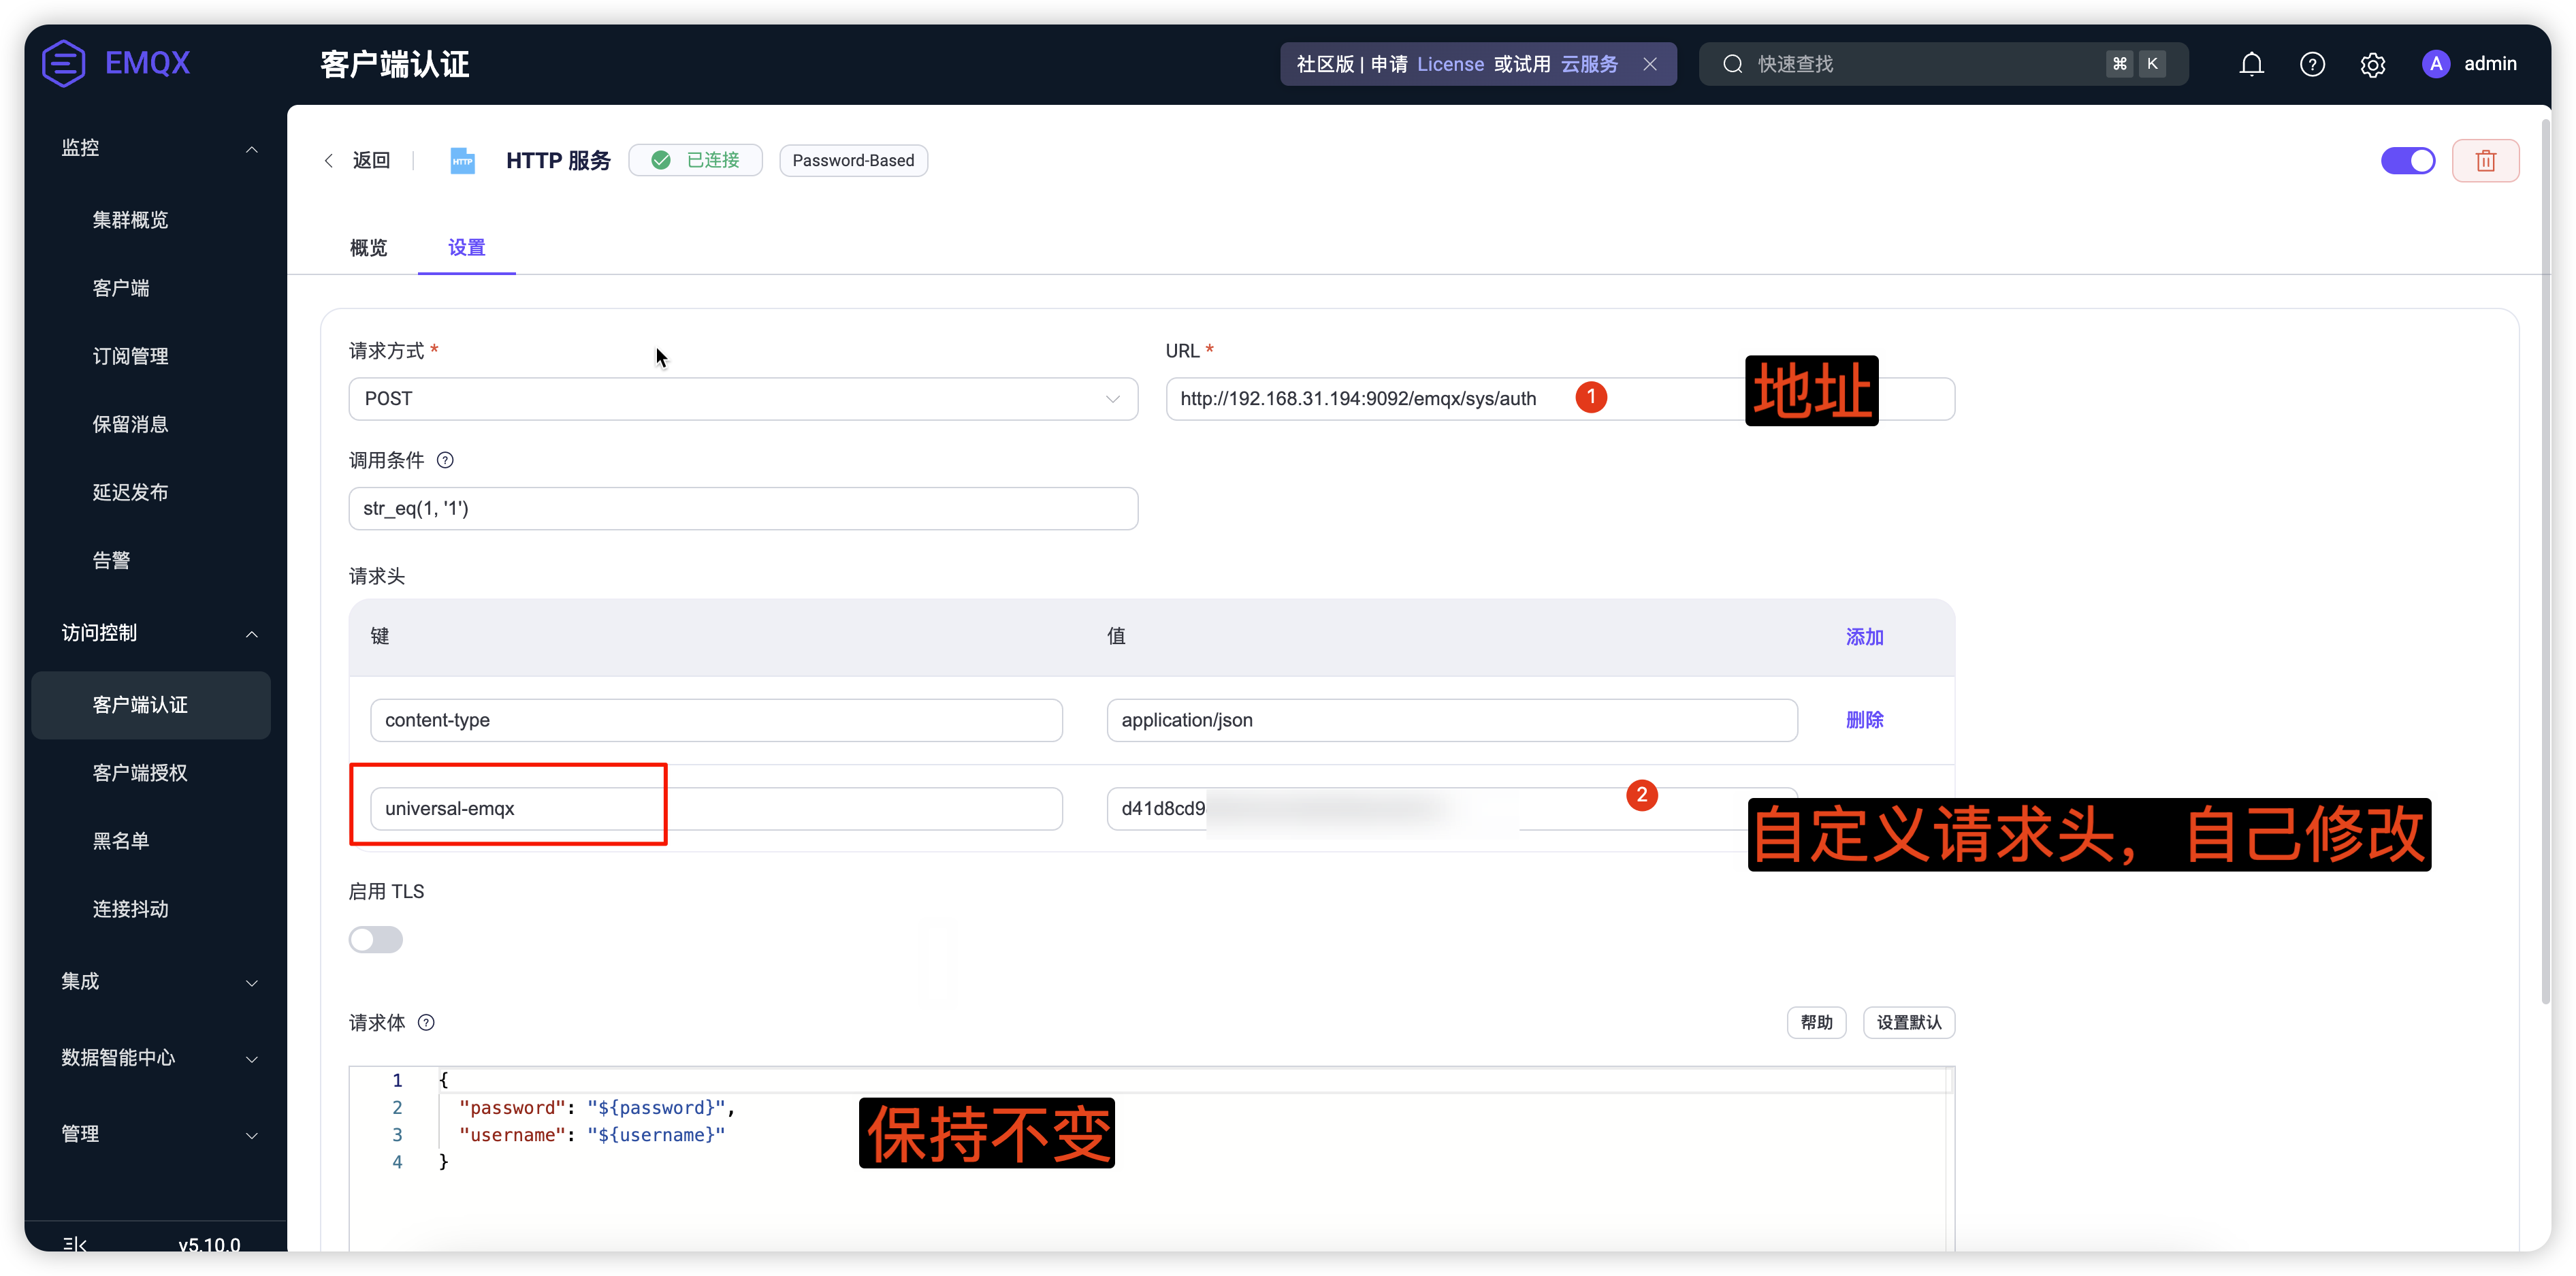 EMQX
客户端认证
社区版 | 申请 License 或试用 云服务
快速查找
⌘ K
A admin
监控
集群概览
客户端
订阅管理
保留消息
延迟发布
告警
访问控制
客户端认证
客户端授权
黑名单
连接抖动
集成
数据智能中心
管理
v5.10.0
返回
HTTP
HTTP 服务
已连接
Password-Based
概览
设置
请求方式 *
POST
URL *
http://192.168.31.194:9092/emqx/sys/auth
1
地址
调用条件
str_eq(1, '1')
请求头
键
值
添加
content-type
application/json
删除
universal-emqx
d41d8cd9
2
自定义请求头，自己修改
启用 TLS
请求体
帮助
设置默认
1 {
2 "password": "${password}",
3 "username": "${username}"
4 }
保持不变